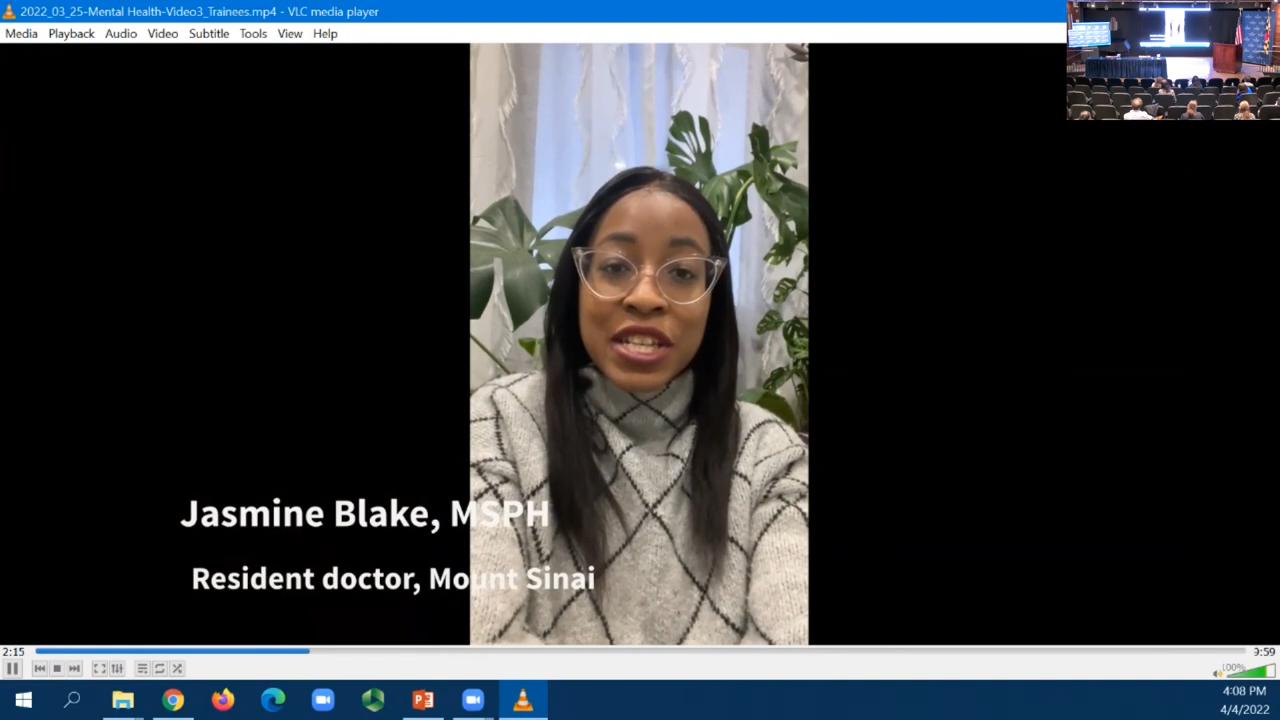 2022_03_25-Mental Health-Video3_Trainees.mp4 - VLC media player
Media Playback Audio Video Subtitle Tools View Help
Jasmine Blake, MSPH
Resident doctor, Mount Sinai
2:15
9:59
100%
4:08 PM
4/4/2022